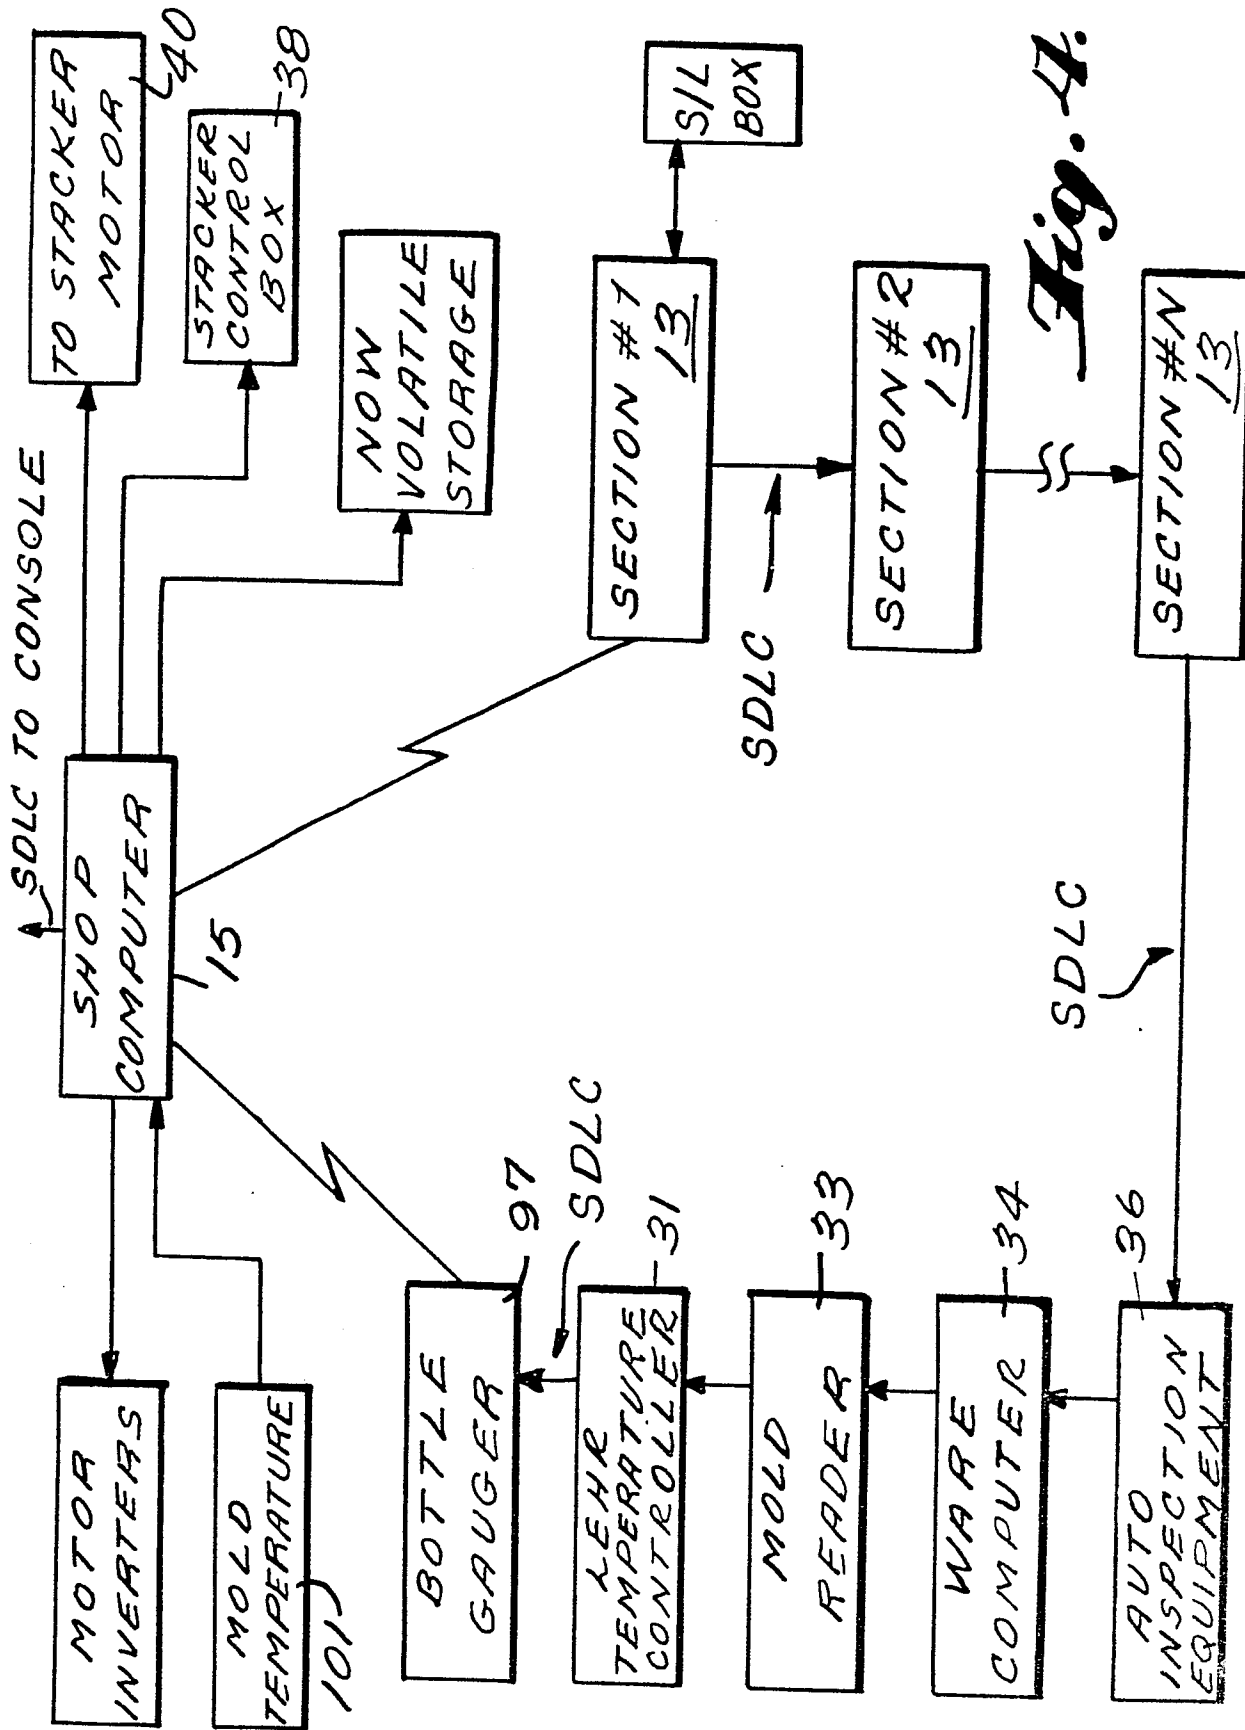 SDLC TO CONSOLE
TO STACKER
MOTOR
40
STACKER
CONTROL
BOX
38
NOW
VOLATILE
STORAGE
SHOP
COMPUTER
15
MOTOR
INVERTERS
MOLD
TEMPERATURE
101
BOTTLE
GAUGER
97
SDLC
LEHR
TEMPERATURE
CONTROLLER
31
MOLD
READER
33
WARE
COMPUTER
34
AUTO
INSPECTION
EQUIPMENT
36
SDLC
SECTION #1
13
S/L
BOX
SDLC
SECTION #2
13
SECTION #N
13
Fig. 4.